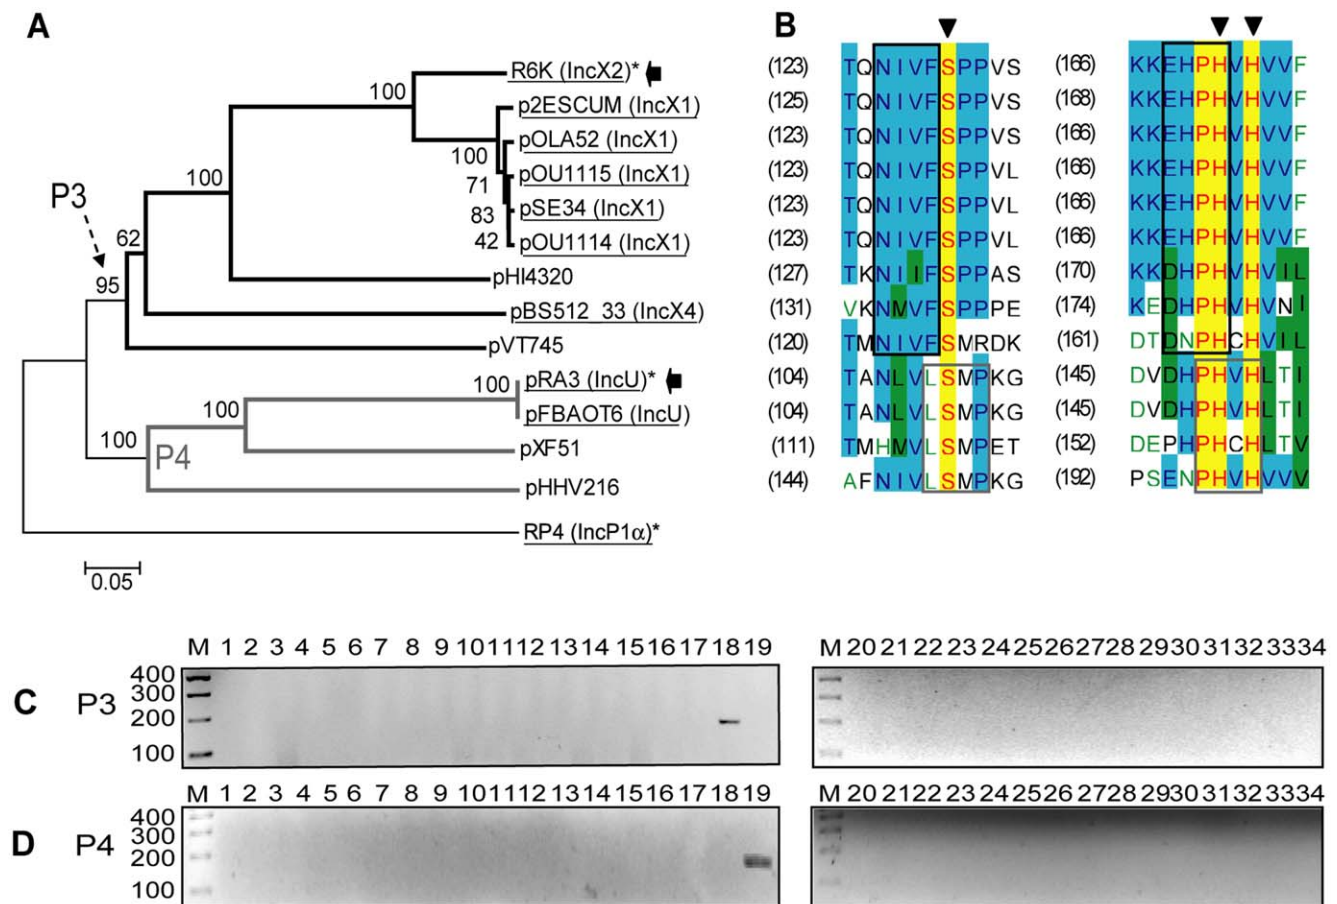 A
P3
62
95
100
100
100
100
71
83
42
R6K (IncX2)*
p2ESCUM (IncX1)
pOLA52 (IncX1)
pOU1115 (IncX1)
pSE34 (IncX1)
pOU1114 (IncX1)
pHI4320
pBS512_33 (IncX4)
pVT745
100
100
100
P4
pRA3 (IncU)*
pFBAOT6 (IncU)
pXF51
pHHV216
RP4 (IncP1α)*
0.05
B
(123) TQNIVFSPPVS (166) KKEHPHVHVVF
(125) TQNIVFSPPVS (168) KKEHPHVHVVF
(123) TQNIVFSPPVS (166) KKEHPHVHVVF
(123) TQNIVFSPPVL (166) KKEHPHVHVVF
(123) TQNIVFSPPVL (166) KKEHPHVHVVF
(123) TQNIVFSPPVL (166) KKEHPHVHVVF
(127) TKNIIFSPPAS (170) KKDHPHVHVIL
(131) VKNMVFSPPPE (174) KEDHPHVHVNI
(120) TMNIVFSMRDK (161) DTDNPHCHVIL
(104) TANLVLSMPKG (145) DVDHPHVHLTI
(104) TANLVLSMPKG (145) DVDHPHVHLTI
(111) TMHMVLSMPET (152) DEPHPHCHLTV
(144) AFNIVLSMPKG (192) PSENPHVHVVV
M 1 2 3 4 5 6 7 8 9 10 11 12 13 14 15 16 17 18 19
M 20 21 22 23 24 25 26 27 28 29 30 31 32 33 34
C P3
400
300
200
100
M 1 2 3 4 5 6 7 8 9 10 11 12 13 14 15 16 17 18 19
M 20 21 22 23 24 25 26 27 28 29 30 31 32 33 34
D P4
400
300
200
100